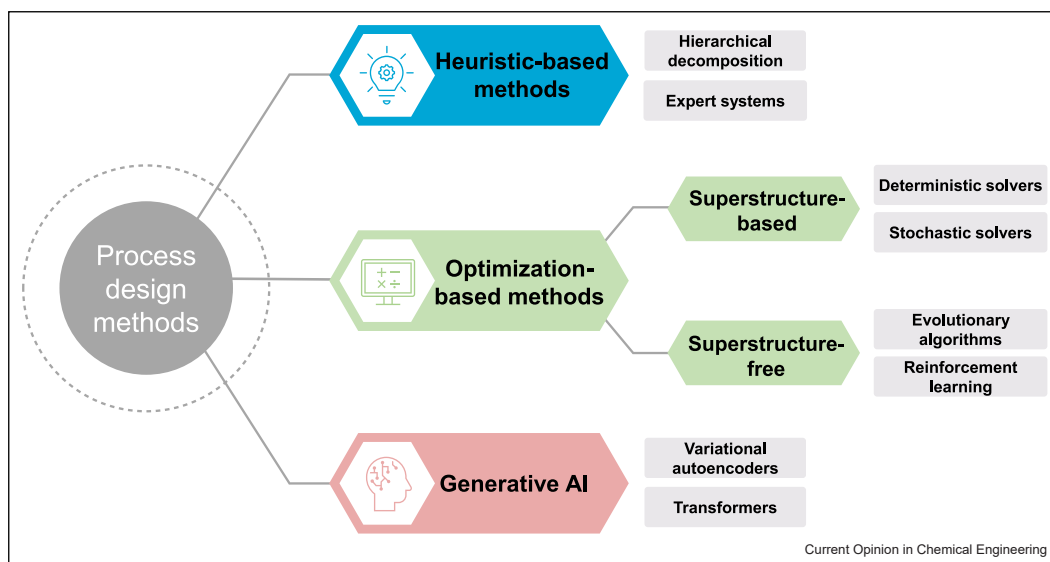 Process
design
methods
Heuristic-based
methods
Hierarchical
decomposition
Expert systems
Optimization-
based methods
+ −
× ÷
Superstructure-
based
Deterministic solvers
Stochastic solvers
Superstructure-
free
Evolutionary
algorithms
Reinforcement
learning
Generative AI
Variational
autoencoders
Transformers
Current Opinion in Chemical Engineering